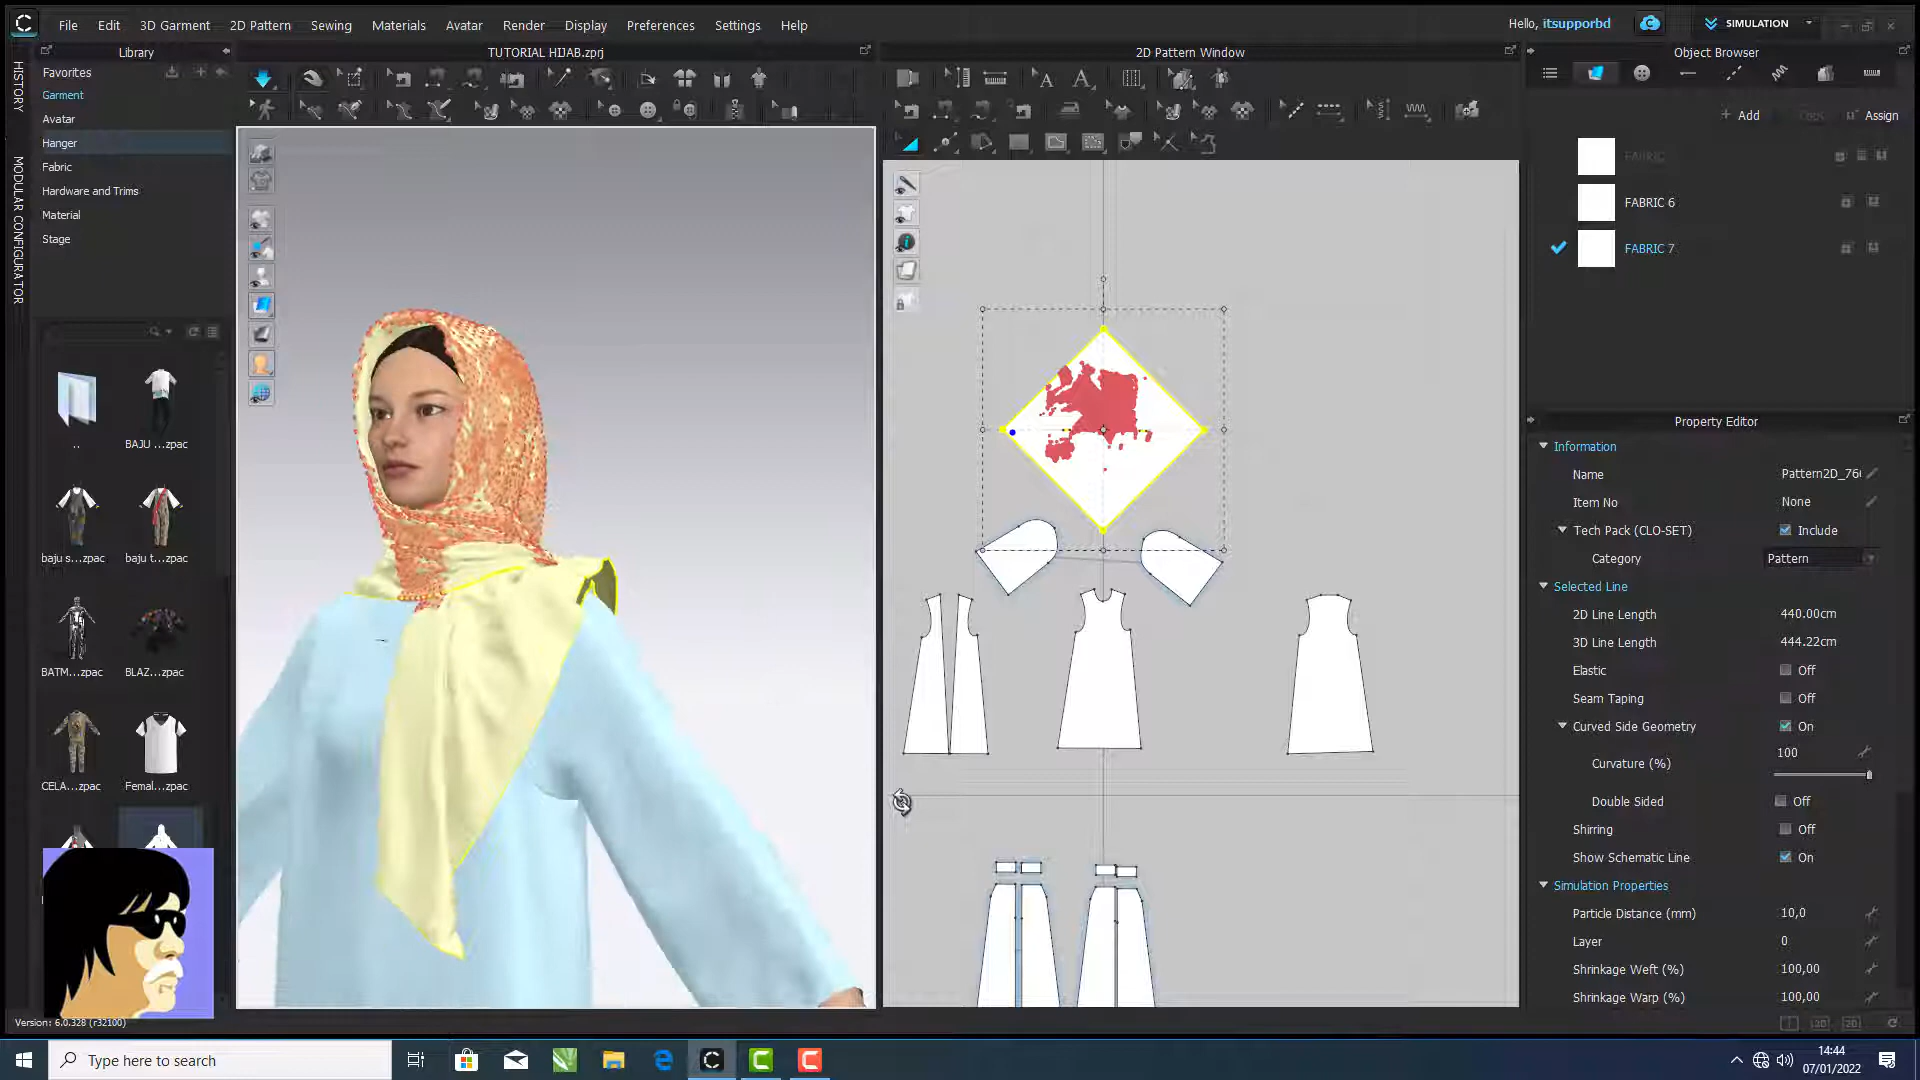 File Edit 3D Garment 2D Pattern Sewing Materials Avatar Render Display Preferences Settings Help
Hello, itsupporbd
SIMULATION
HISTORY
MODULAR CONFIGURATOR
Library
TUTORIAL HIJAB.zprj
2D Pattern Window
Object Browser
Favorites
Garment
Avatar
Hanger
Fabric
Hardware and Trims
Material
Stage
..
BAJU ...zpac
baju s...zpac
baju t...zpac
BATM...zpac
BLAZ...zpac
CELA...zpac
Femal...zpac
+ Add
Copy
Assign
FABRIC
FABRIC 6
FABRIC 7
Property Editor
Information
Name Pattern2D_76
Item No None
Tech Pack (CLO-SET) Include
Category Pattern
Selected Line
2D Line Length 440.00cm
3D Line Length 444.22cm
Elastic Off
Seam Taping Off
Curved Side Geometry On
Curvature (%) 100
Double Sided Off
Shirring Off
Show Schematic Line On
Simulation Properties
Particle Distance (mm) 10,0
Layer 0
Shrinkage Weft (%) 100,00
Shrinkage Warp (%) 100,00
Version: 6.0.328 (r32100)
3D 2D
Type here to search
14:44
07/01/2022